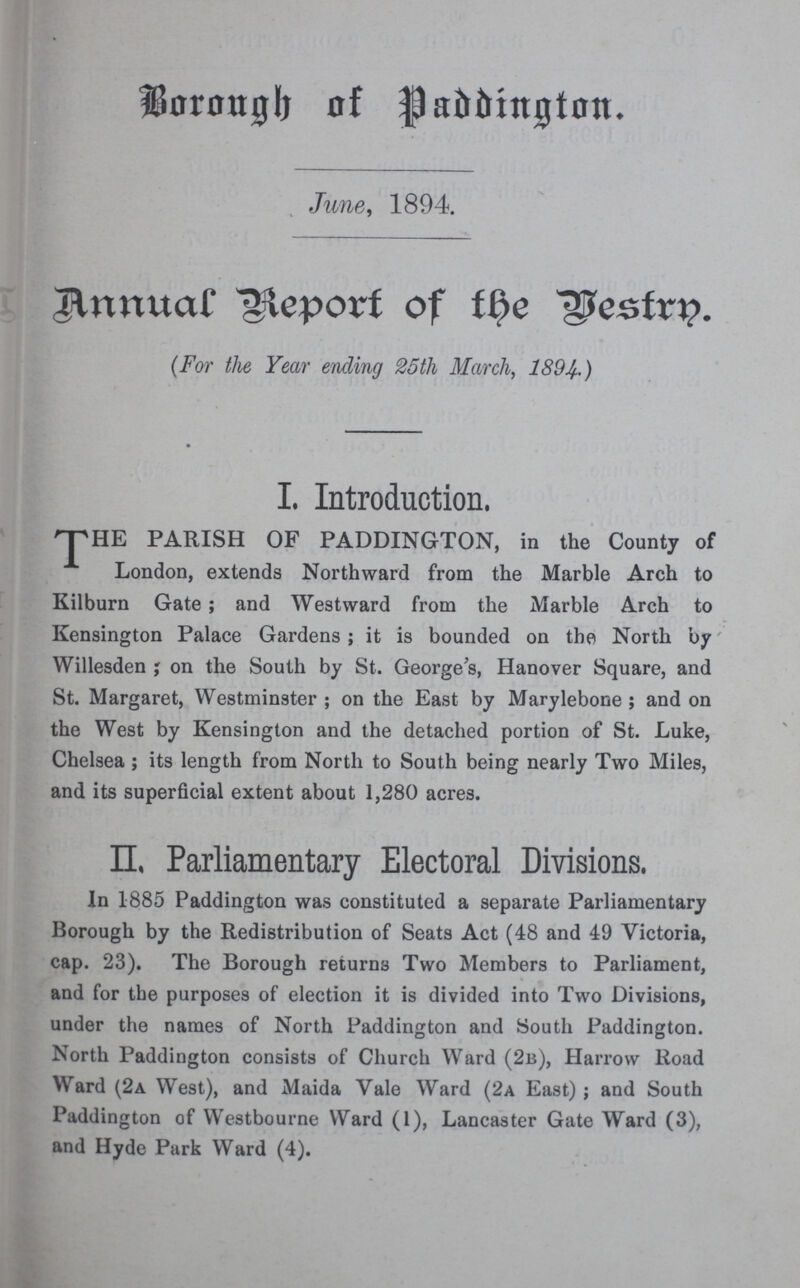 Borough of Paddington.
June, 1894.
Annual Report of the Vestry.
(For the Year ending 25th March, 1894.)
I. Introduction.
THE PARISH OF PADDINGTON, in the County of
London, extends Northward from the Marble Arch to
Kilburn Gate; and Westward from the Marble Arch to
Kensington Palace Gardens; it is bounded on the North by
Willesden; on the South by St. George's, Hanover Square, and
St. Margaret, Westminster; on the East by Marylebone; and on
the West by Kensington and the detached portion of St. Luke,
Chelsea; its length from North to South being nearly Two Miles,
and its superficial extent about 1,280 acres.
II. Parliamentary Electoral Divisions.
In 1885 Paddington was constituted a separate Parliamentary
Borough by the Redistribution of Seats Act (48 and 49 Victoria,
cap. 23). The Borough returns Two Members to Parliament,
and for the purposes of election it is divided into Two Divisions,
under the names of North Paddington and South Paddington.
North Paddington consists of Church Ward (2B), Harrow Road
Ward (2A West), and Maida Vale Ward (2A East); and South
Paddington of Westbourne Ward (1), Lancaster Gate Ward (3),
and Hyde Park Ward (4).